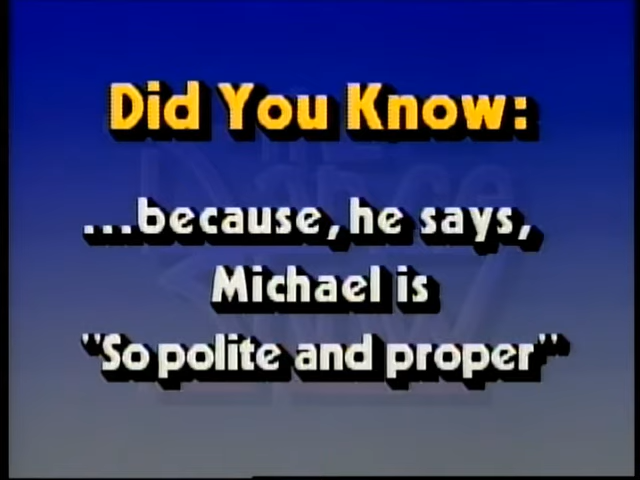 Did You Know:
...because, he says,
Michael is
"So polite and proper"